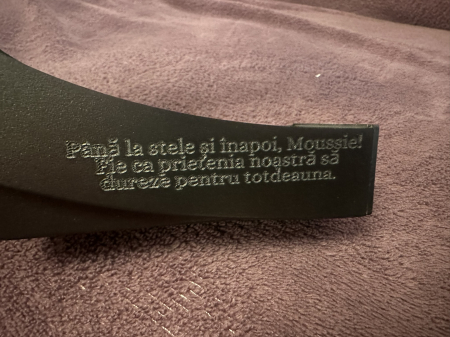 Până la stele și înapoi, Moussie!
Fie ca prietenia noastră să
dureze pentru totdeauna.